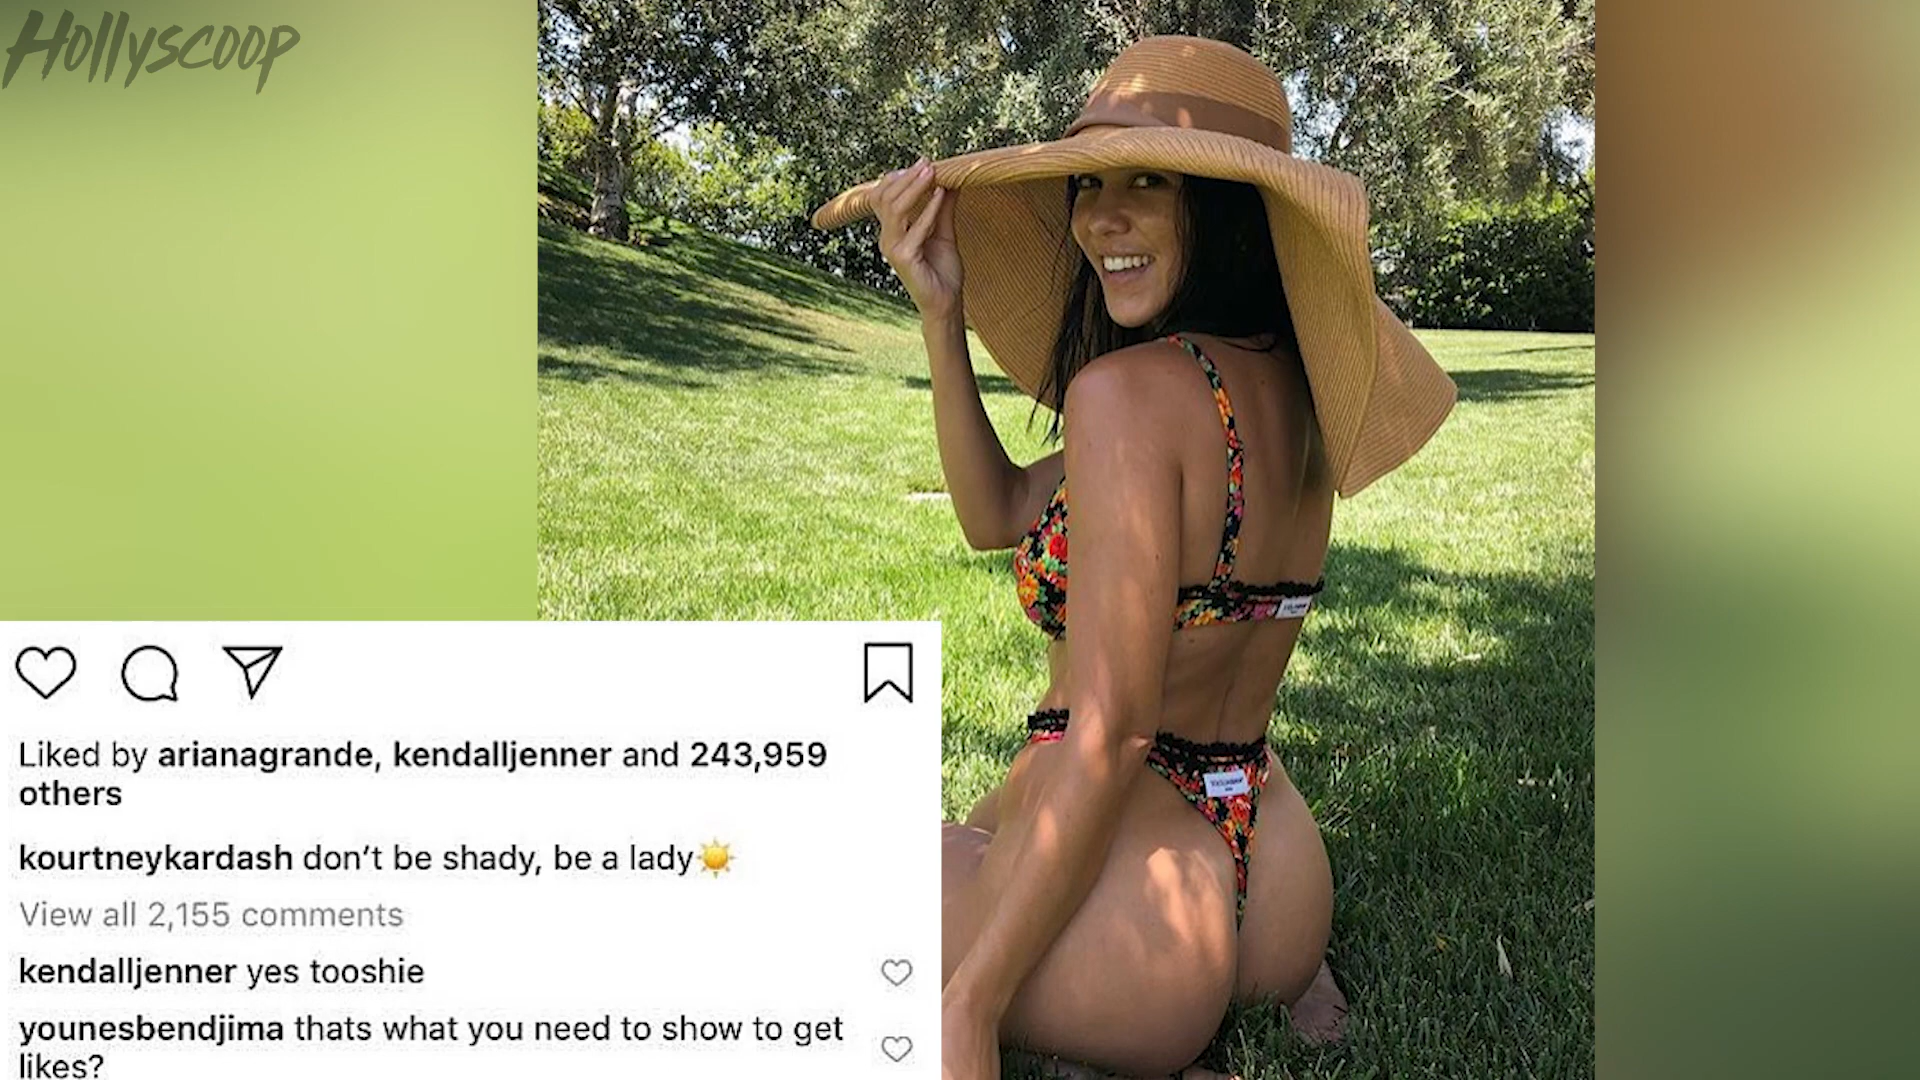 Hollyscoop
Liked by arianagrande, kendalljenner and 243,959
others
kourtneykardash don't be shady, be a lady☀️
View all 2,155 comments
kendalljenner yes tooshie
younesbendjima thats what you need to show to get
likes?